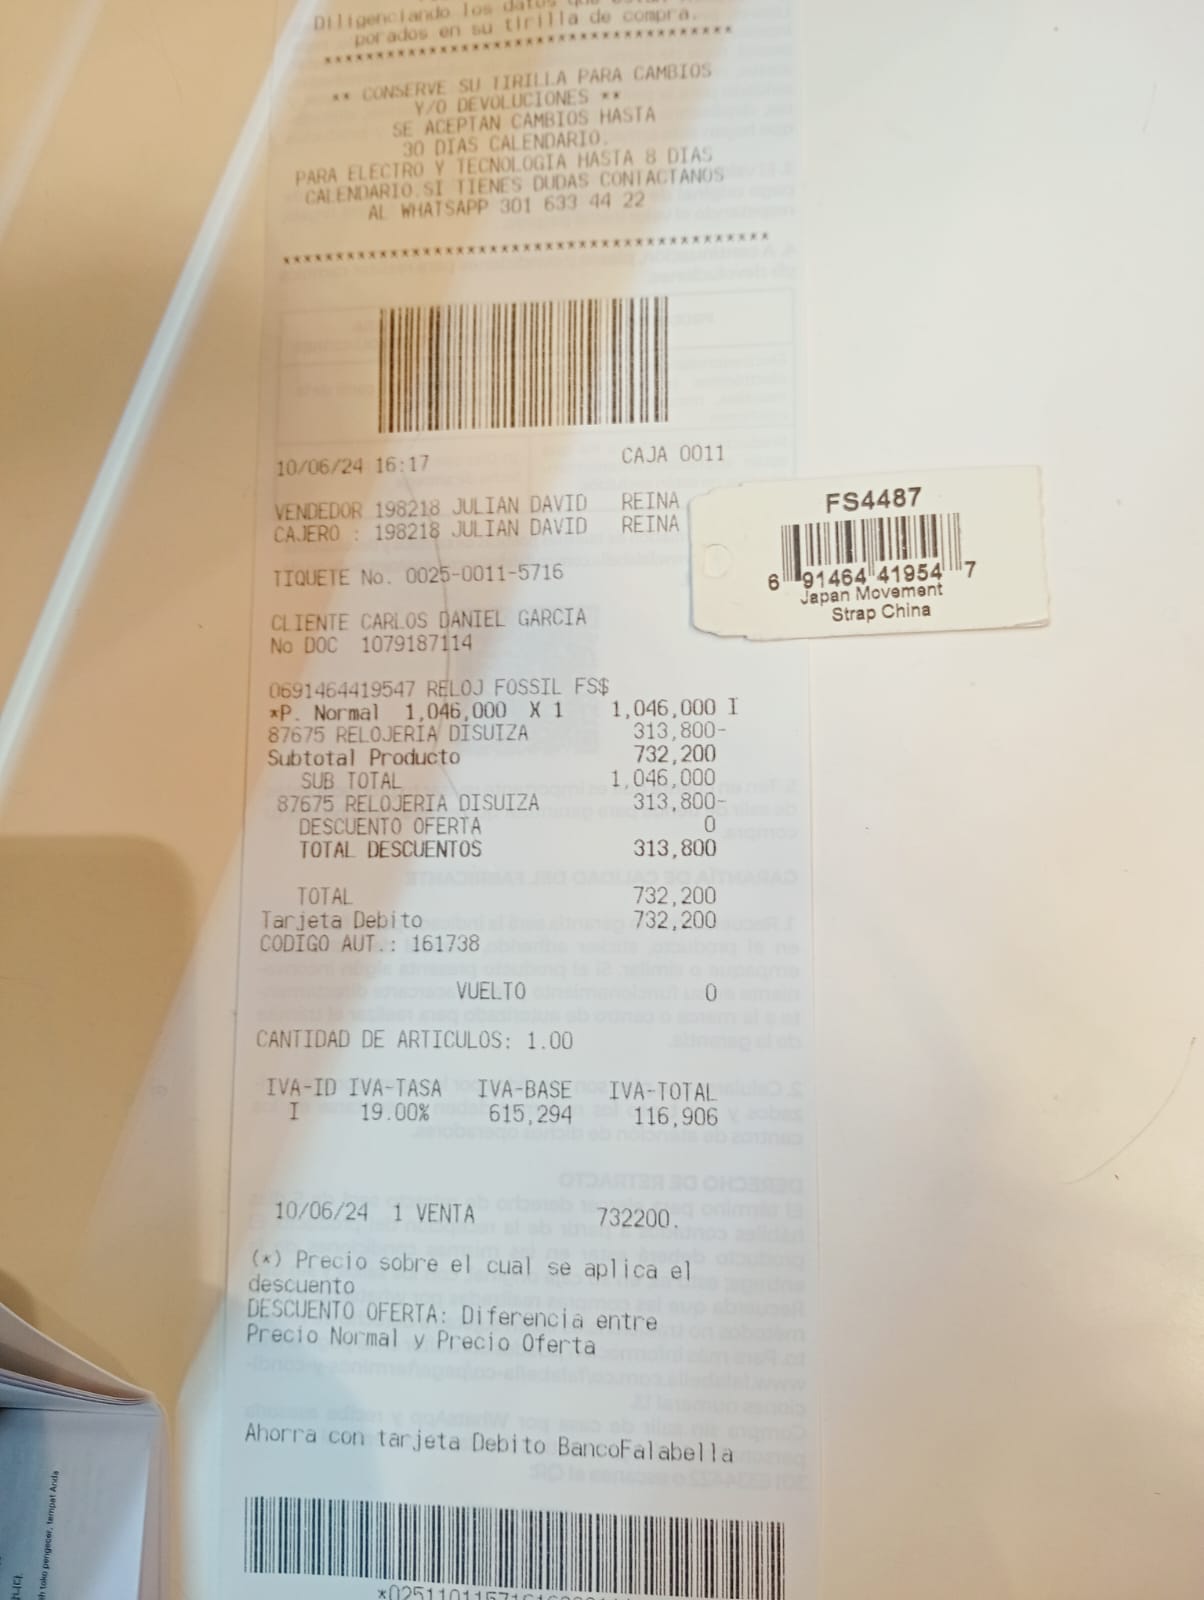 Diligenciando los datos que
porados en su tirilla de compra.
**********************************
** CONSERVE SU TIRILLA PARA CAMBIOS
Y/O DEVOLUCIONES **
SE ACEPTAN CAMBIOS HASTA
30 DIAS CALENDARIO.
PARA ELECTRO Y TECNOLOGIA HASTA 8 DIAS
CALENDARIO.SI TIENES DUDAS CONTACTANOS
AL WHATSAPP 301 633 44 22
****************************************
10/06/24 16:17 CAJA 0011
VENDEDOR 198218 JULIAN DAVID REINA
CAJERO : 198218 JULIAN DAVID REINA
TIQUETE No. 0025-0011-5716
CLIENTE CARLOS DANIEL GARCIA
No DOC 1079187114
0691464419547 RELOJ FOSSIL FS$
*P. Normal 1,046,000 X 1 1,046,000 I
87675 RELOJERIA DISUIZA 313,800-
Subtotal Producto 732,200
SUB TOTAL 1,046,000
87675 RELOJERIA DISUIZA 313,800-
DESCUENTO OFERTA 0
TOTAL DESCUENTOS 313,800
TOTAL 732,200
Tarjeta Debito 732,200
CODIGO AUT.: 161738
VUELTO 0
CANTIDAD DE ARTICULOS: 1.00
IVA-ID IVA-TASA IVA-BASE IVA-TOTAL
I 19.00% 615,294 116,906
10/06/24 1 VENTA 732200.
(*) Precio sobre el cual se aplica el
descuento
DESCUENTO OFERTA: Diferencia entre
Precio Normal y Precio Oferta
Ahorra con tarjeta Debito BancoFalabella
FS4487
6 91464 41954 7
Japan Movement
Strap China
toko pengecer, tempat Anda